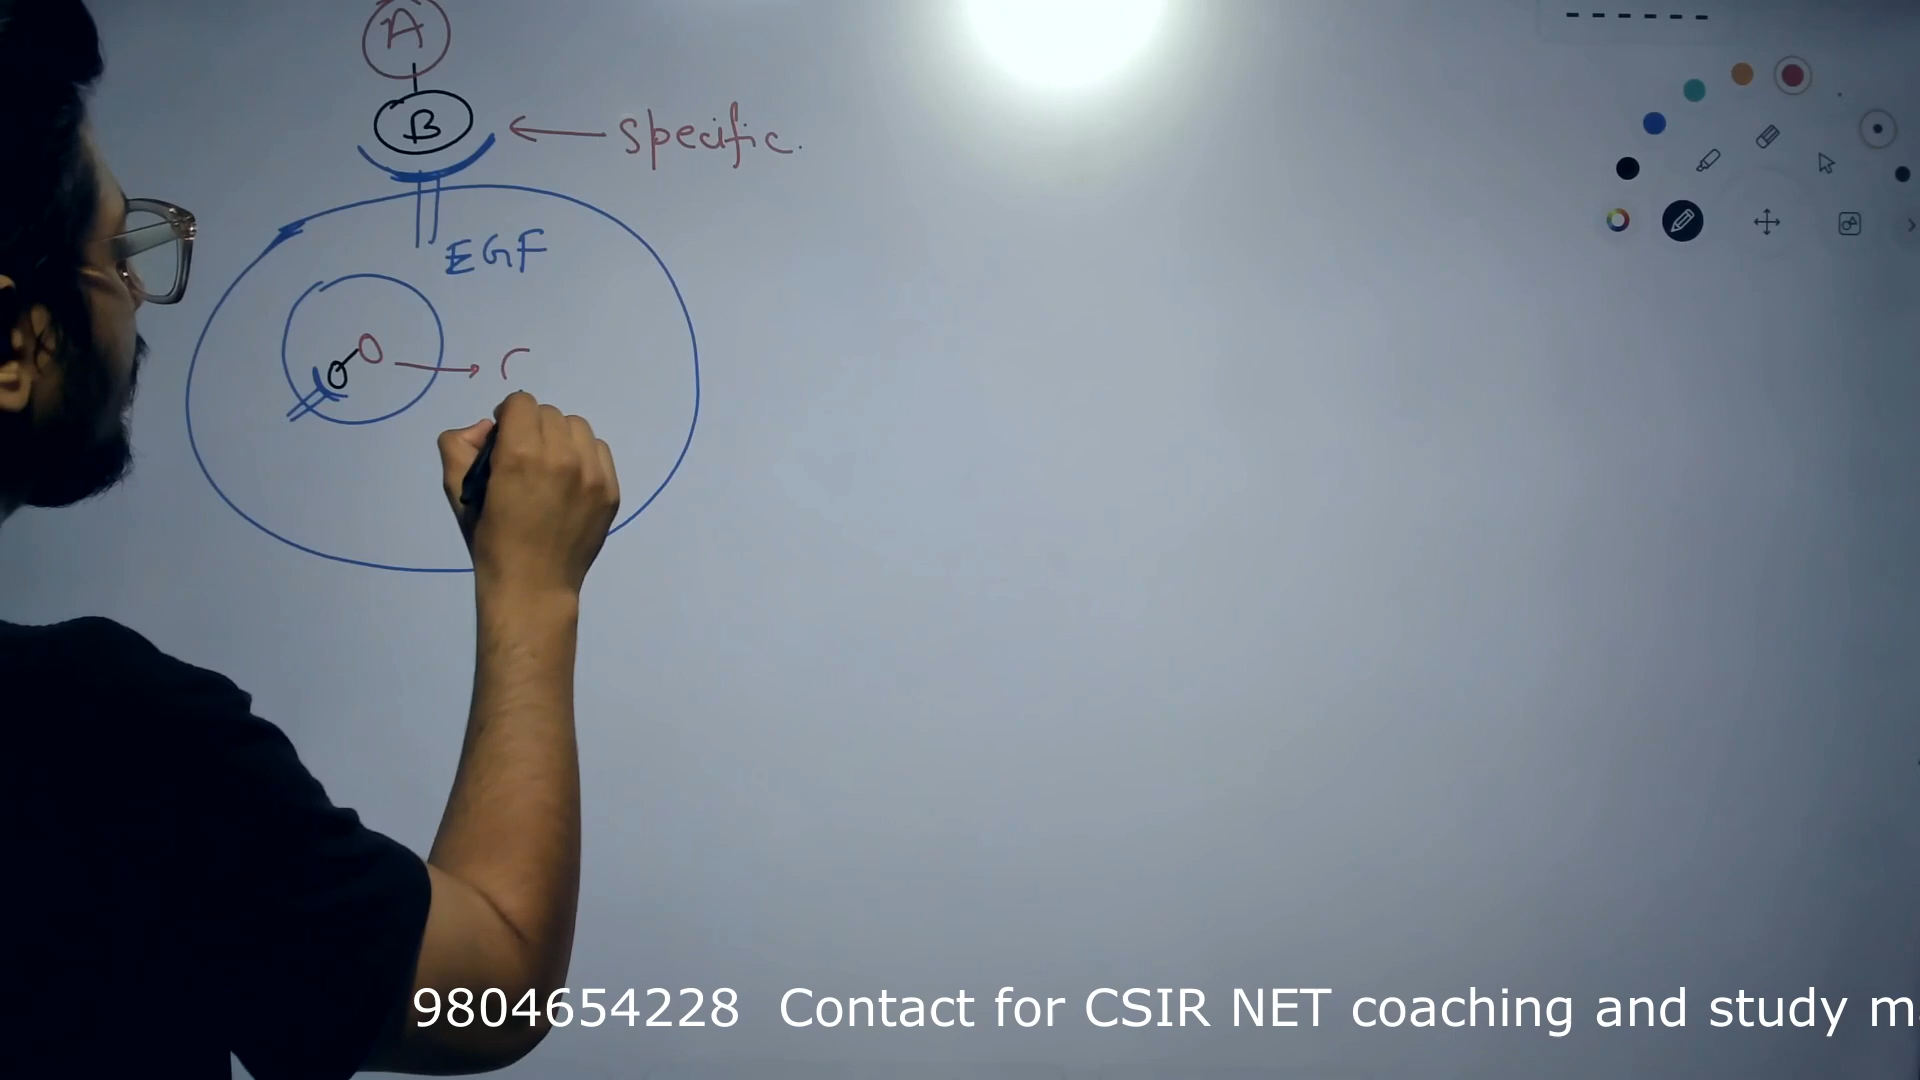 A
B
← specific.
EGF
9804654228 Contact for CSIR NET coaching and study m